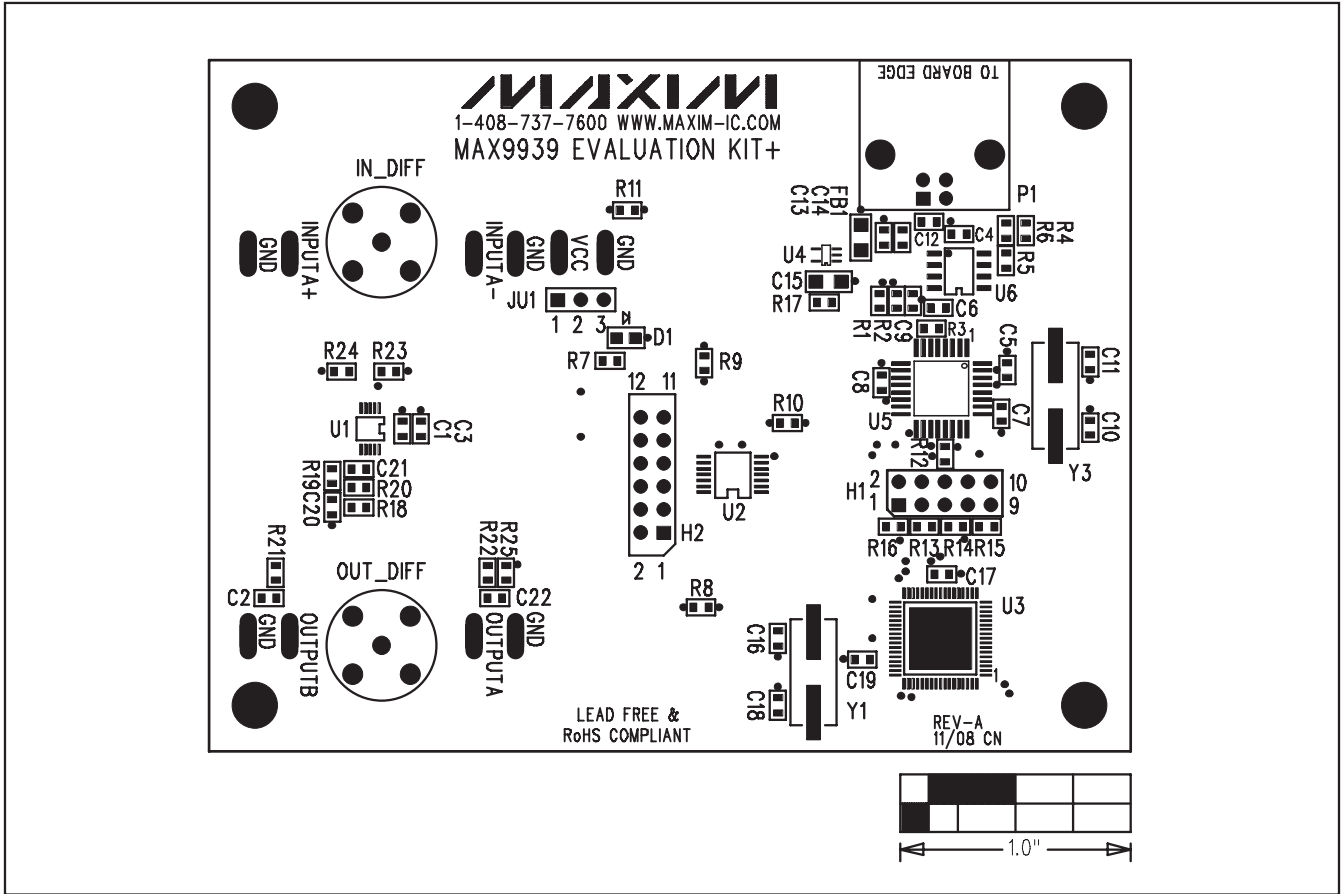 TO BOARD EDGE
MAXIM
1-408-737-7600 WWW.MAXIM-IC.COM
MAX9939 EVALUATION KIT+
IN_DIFF
R11
P1
C13
C14
FB1
C12
C4
R6
R4
R5
GND
INPUTA+
INPUTA-
GND
VCC
GND
U4
C15
R17
U6
JU1
1 2 3
D1
R1
R2
C9
C6
R3
1
R24
R23
R7
R9
C5
C11
C8
U5
C7
C10
12
11
R10
U1
C1
C3
R12
Y3
R19
C20
C21
R20
R18
U2
H1
2
1
10
9
H2
2
1
R16
R13
R14
R15
R21
OUT_DIFF
R22
R25
C17
U3
C2
C22
R8
GND
OUTPUTB
OUTPUTA
GND
C16
C19
1
C18
Y1
LEAD FREE &
RoHS COMPLIANT
REV-A
11/08 CN
1.0"